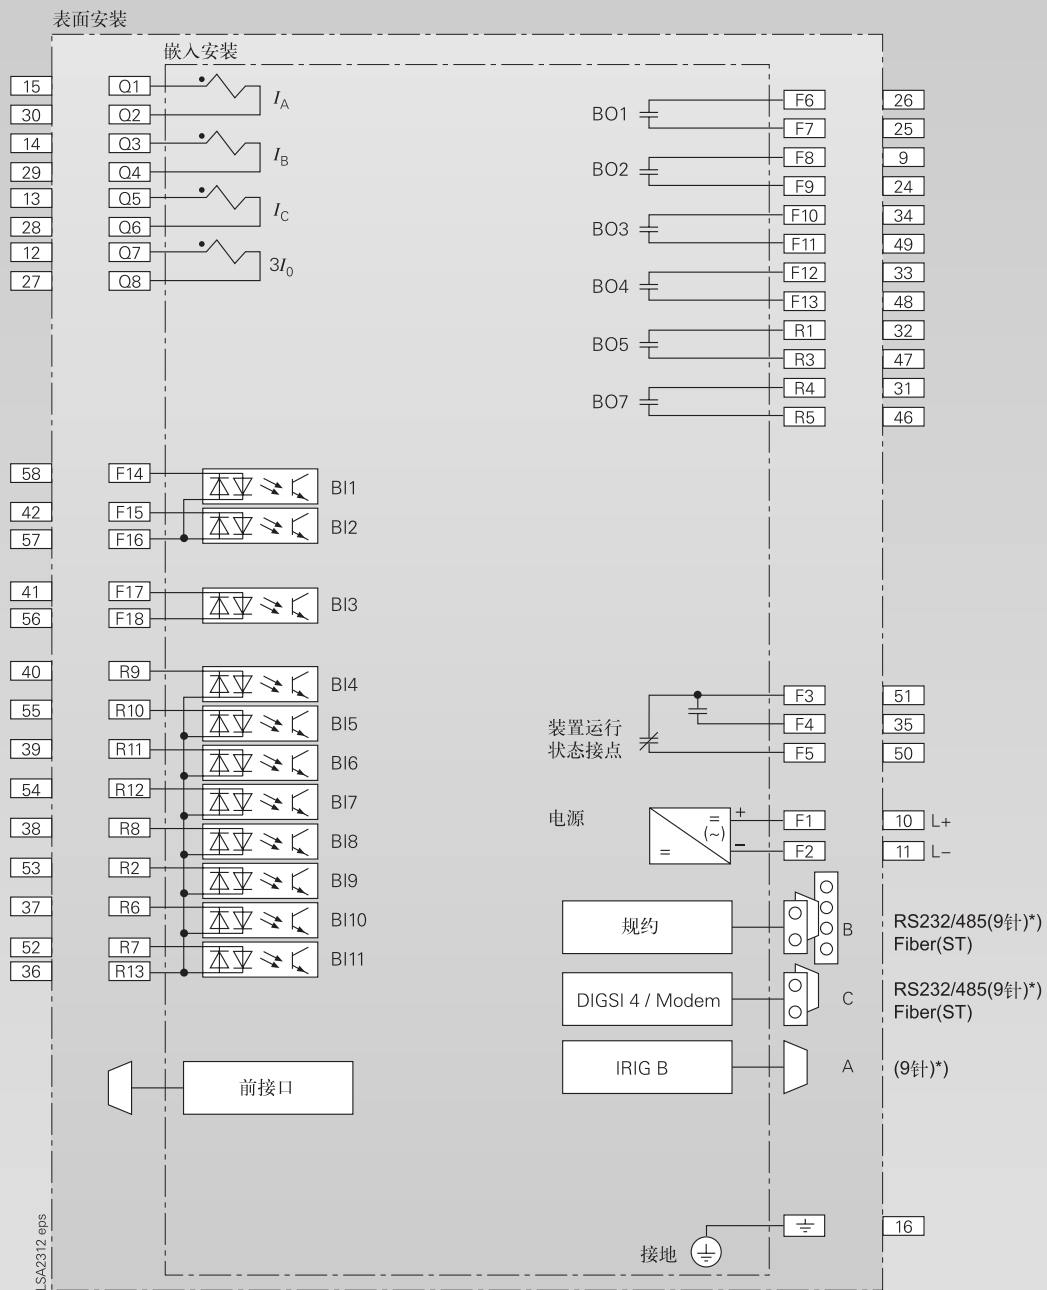 表面安装
嵌入安装
15 Q1
30 Q2
I_A
14 Q3
29 Q4
I_B
13 Q5
28 Q6
I_C
12 Q7
27 Q8
3I_0
BO1 F6 26
F7 25
BO2 F8 9
F9 24
BO3 F10 34
F11 49
BO4 F12 33
F13 48
BO5 R1 32
R3 47
BO7 R4 31
R5 46
58 F14 BI1
42 F15 BI2
57 F16
41 F17 BI3
56 F18
40 R9 BI4
55 R10 BI5
39 R11 BI6
54 R12 BI7
38 R8 BI8
53 R2 BI9
37 R6 BI10
52 R7 BI11
36 R13
装置运行
状态接点
F3 51
F4 35
F5 50
电源
= (~) =
+ F1 10 L+
− F2 11 L−
规约 B RS232/485(9针)*)
Fiber(ST)
DIGSI 4 / Modem C RS232/485(9针)*)
Fiber(ST)
IRIG B A (9针)*)
前接口
接地 16
LSA2312 eps